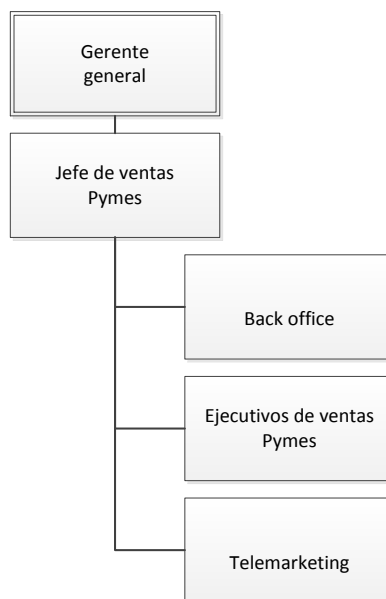 Gerente
general
Jefe de ventas
Pymes
Back office
Ejecutivos de ventas
Pymes
Telemarketing